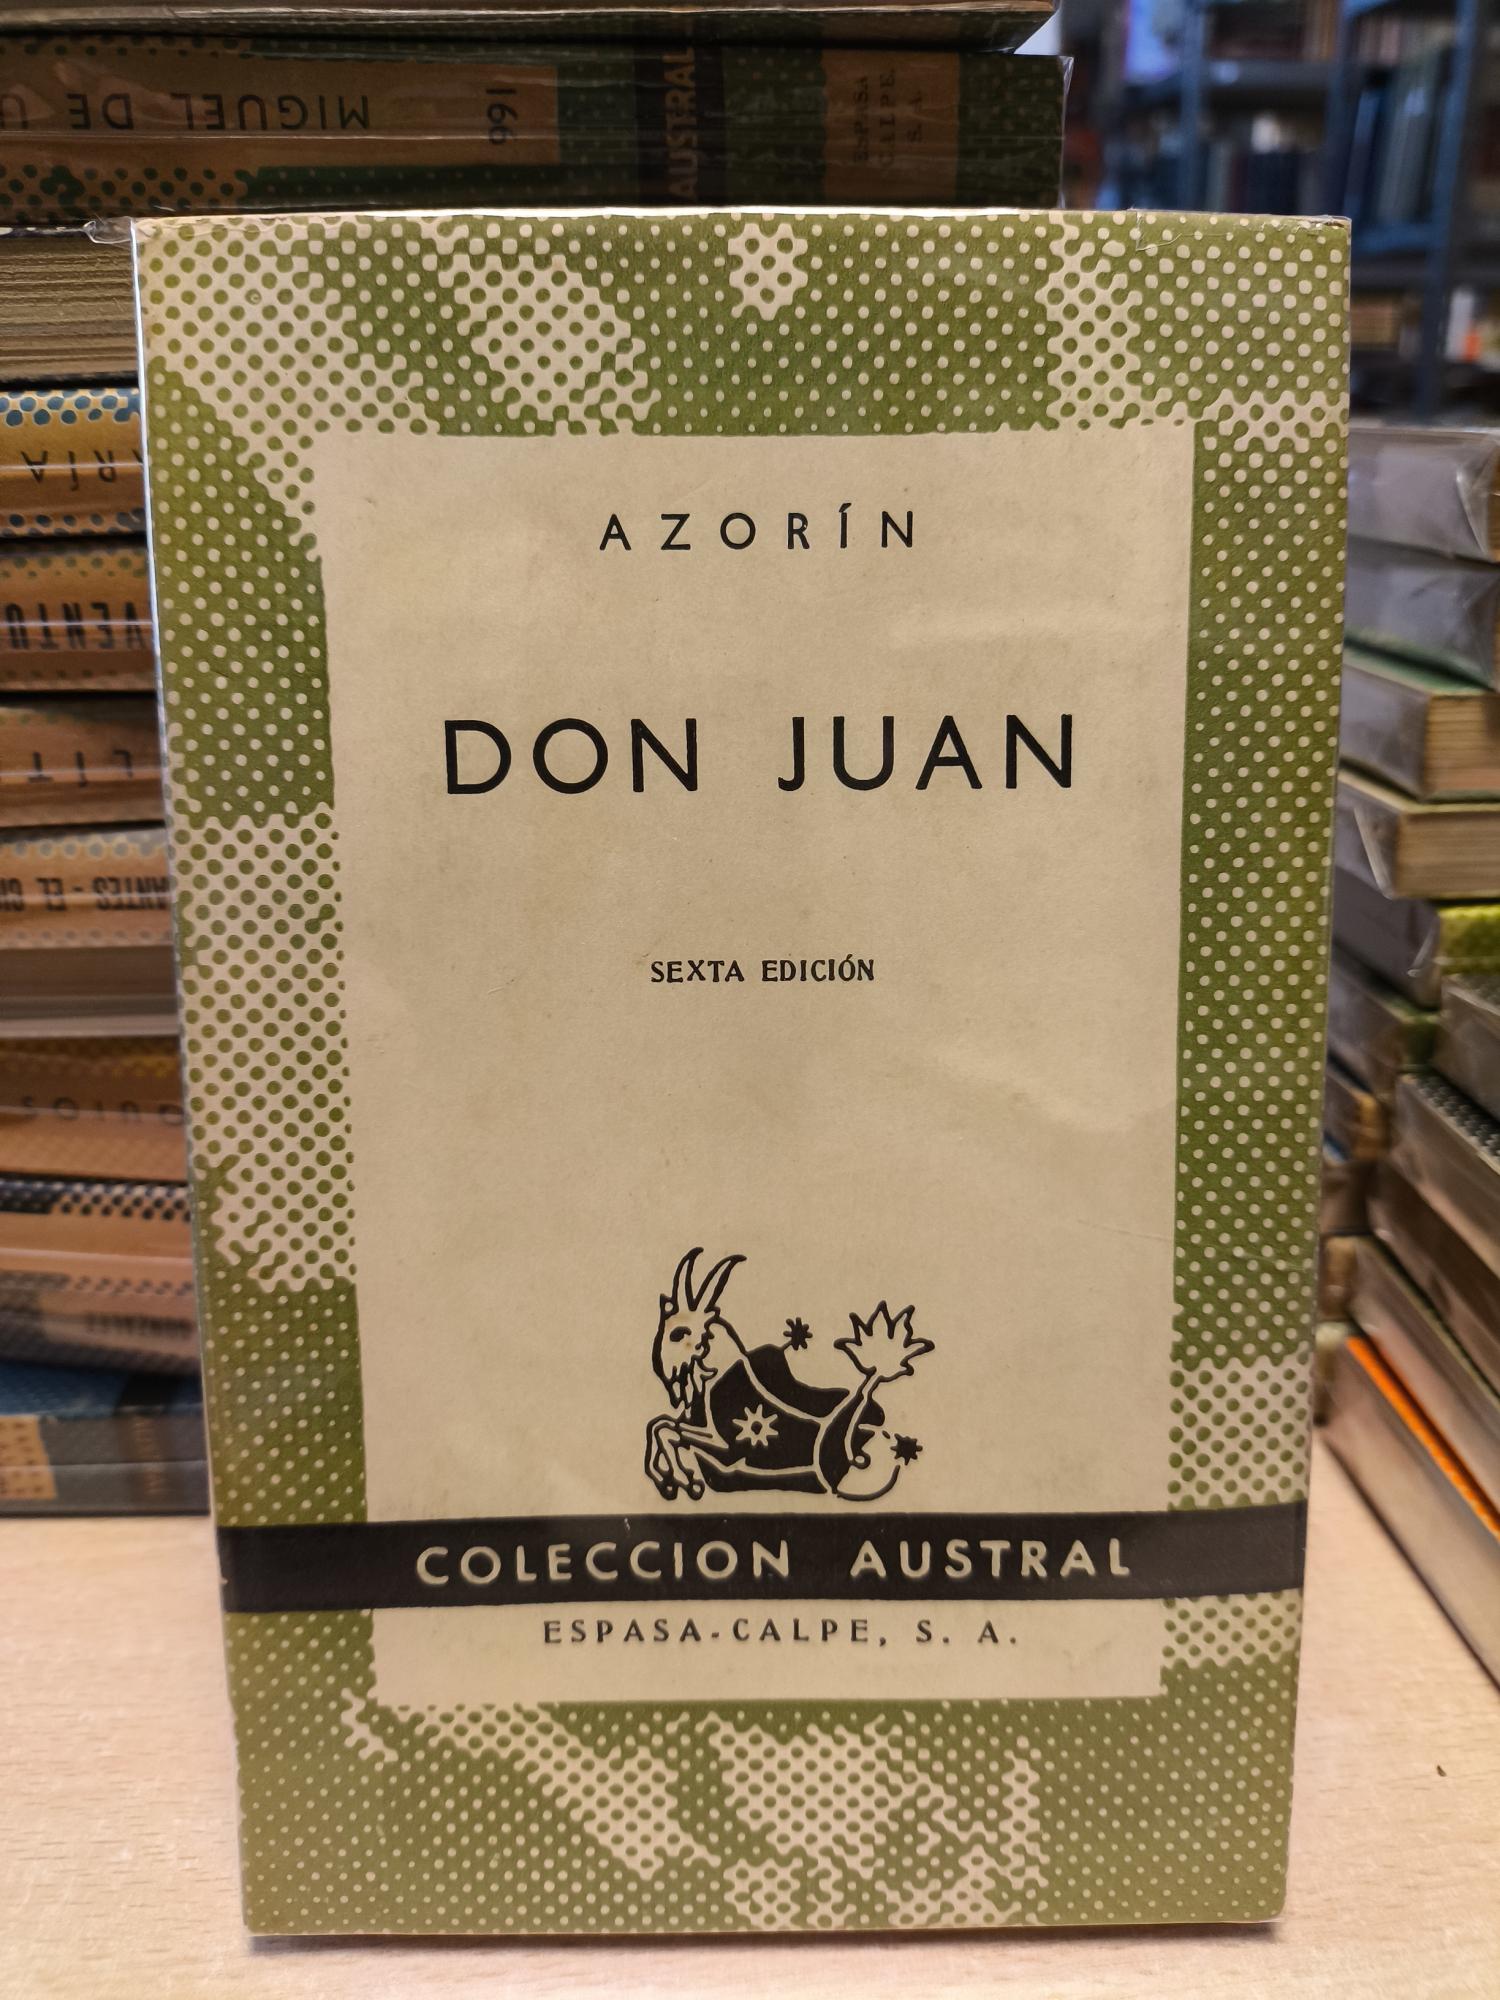 MIGUEL DE U
166
AUSTRAL
ESPASA
CALPE.
S. A.
AZORÍN
DON JUAN
SEXTA EDICIÓN
COLECCION AUSTRAL
ESPASA-CALPE, S. A.